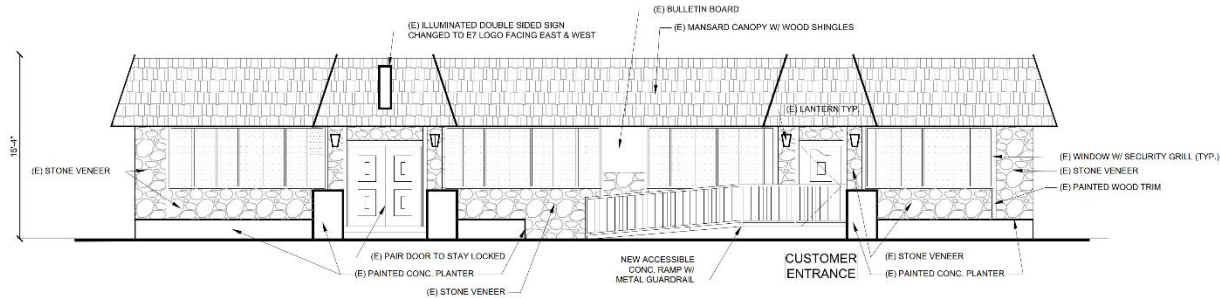 (E) BULLETIN BOARD
(E) ILLUMINATED DOUBLE SIDED SIGN
CHANGED TO E7 LOGO FACING EAST & WEST
(E) MANSARD CANOPY W/ WOOD SHINGLES
15'-4"
(E) LANTERN TYP.
(E) STONE VENEER
(E) WINDOW W/ SECURITY GRILL (TYP.)
(E) STONE VENEER
(E) PAINTED WOOD TRIM
(E) PAIR DOOR TO STAY LOCKED
(E) PAINTED CONC. PLANTER
(E) STONE VENEER
NEW ACCESSIBLE
CONC. RAMP W/
METAL GUARDRAIL
CUSTOMER
ENTRANCE
(E) STONE VENEER
(E) PAINTED CONC. PLANTER